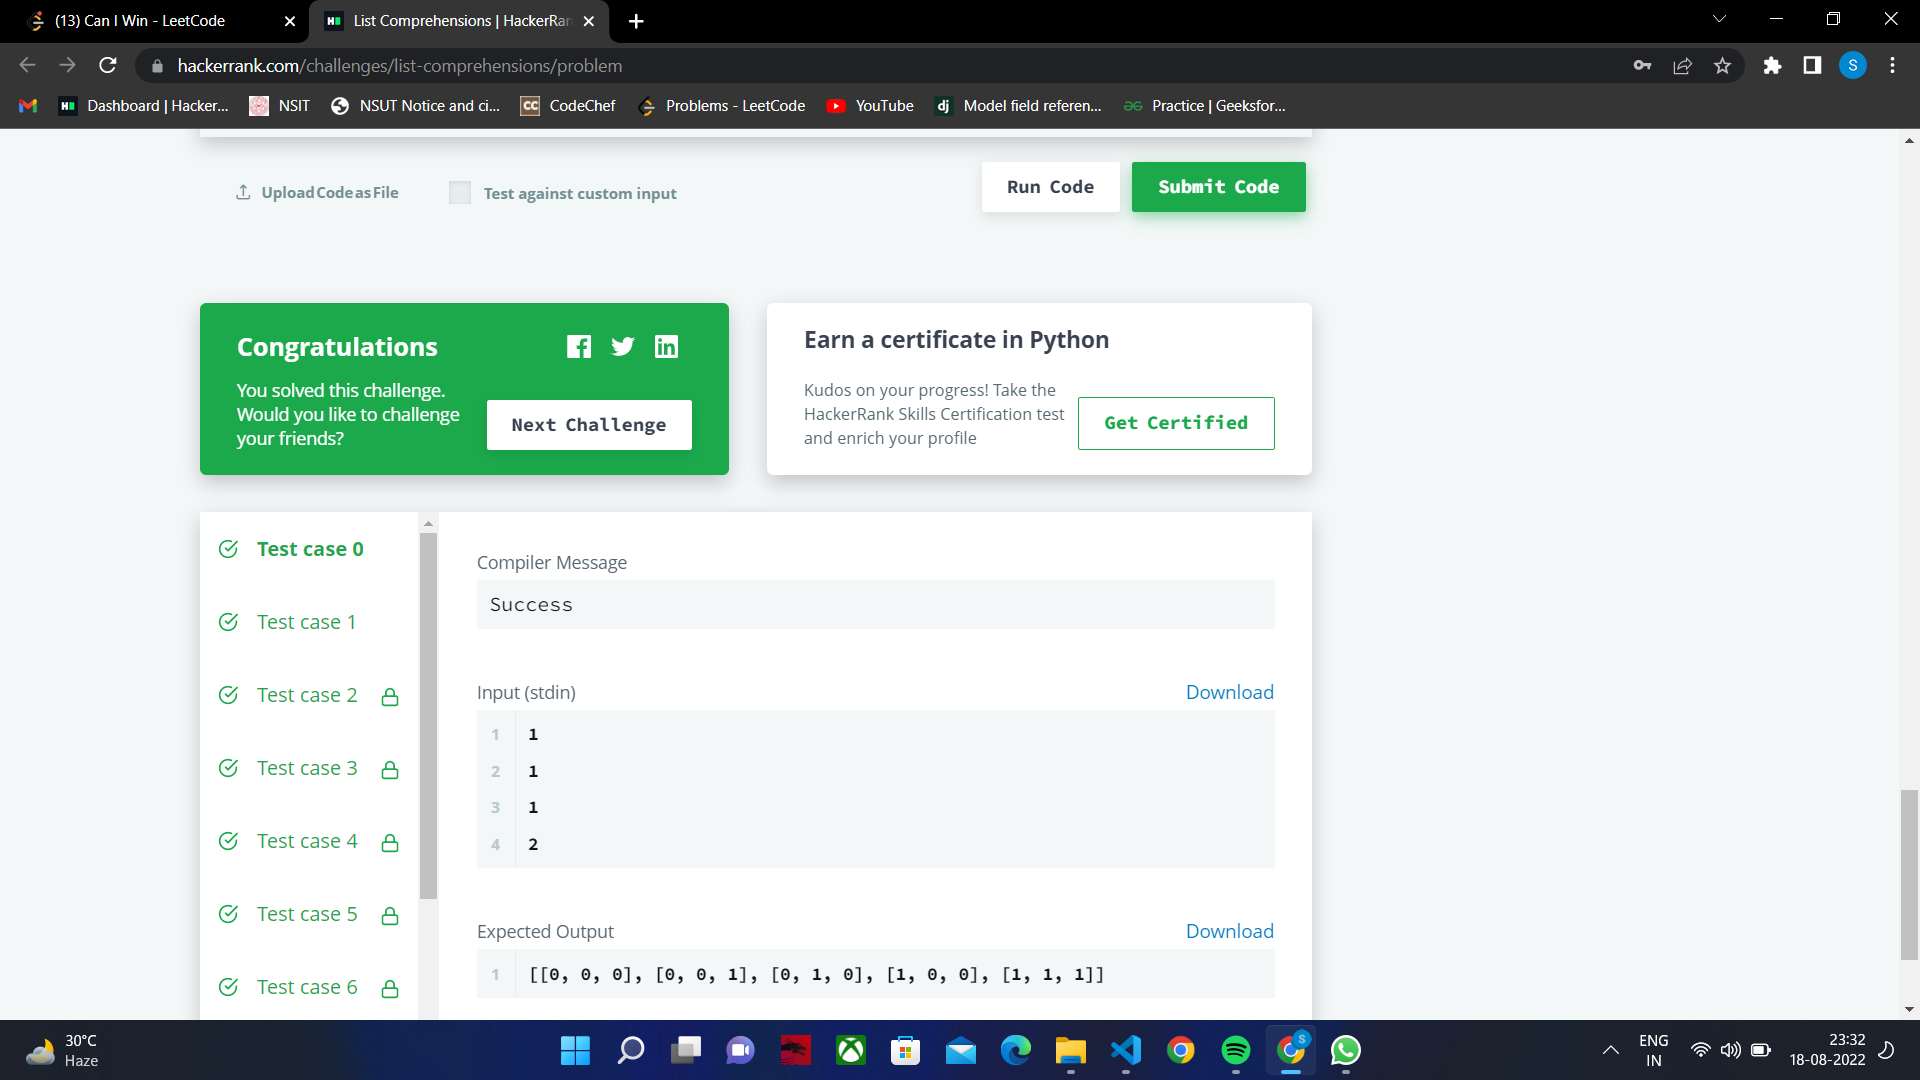 (13) Can I Win - LeetCode
List Comprehensions | HackerRan
hackerrank.com/challenges/list-comprehensions/problem
S
Dashboard | Hacker...
NSIT
NSUT Notice and ci...
CC CodeChef
Problems - LeetCode
YouTube
dj Model field referen...
Practice | Geeksfor...
Upload Code as File
Test against custom input
Run Code
Submit Code
Congratulations
You solved this challenge.
Would you like to challenge
your friends?
Next Challenge
Earn a certificate in Python
Kudos on your progress! Take the
HackerRank Skills Certification test
and enrich your profile
Get Certified
Test case 0
Test case 1
Test case 2
Test case 3
Test case 4
Test case 5
Test case 6
Compiler Message
Success
Input (stdin)
Download
1 1
2 1
3 1
4 2
Expected Output
Download
1 [[0, 0, 0], [0, 0, 1], [0, 1, 0], [1, 0, 0], [1, 1, 1]]
30°C
Haze
S
ENG
IN
23:32
18-08-2022